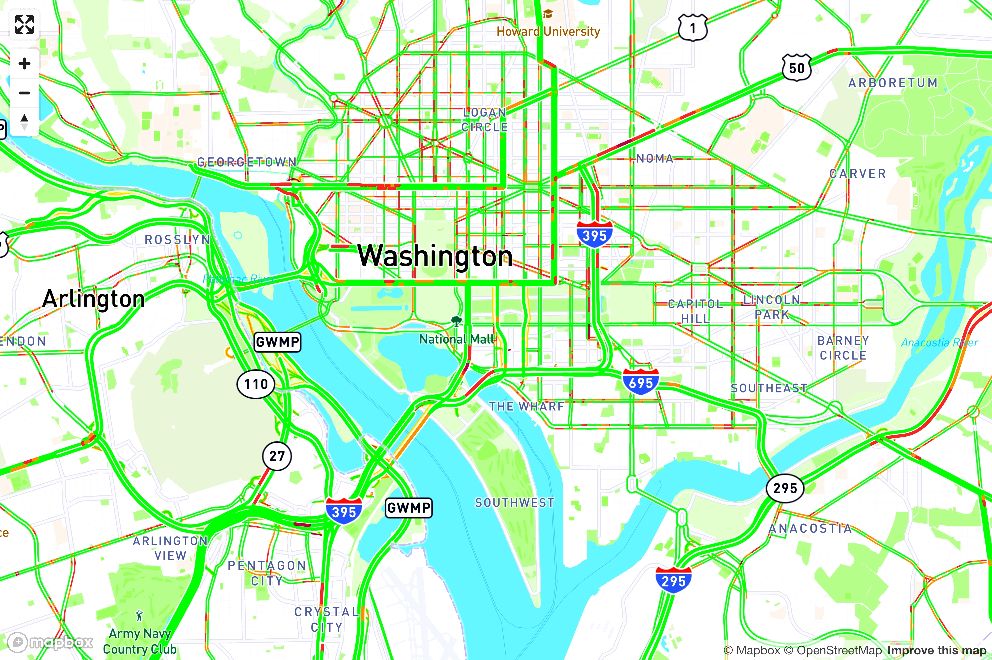 Howard University
1
50
ARBORETUM
LOGAN
CIRCLE
GEORGETOWN
NOMA
CARVER
395
ROSSLYN
Washington
Arlington
CAPITOL
HILL
LINCOLN
PARK
National Mall
GWMP
BARNEY
CIRCLE
Anacostia River
110
695
SOUTHEAST
THE WHARF
27
295
SOUTHWEST
GWMP
395
ANACOSTIA
ARLINGTON
VIEW
PENTAGON
CITY
295
CRYSTAL
CITY
Army Navy
Country Club
mapbox
© Mapbox © OpenStreetMap Improve this map